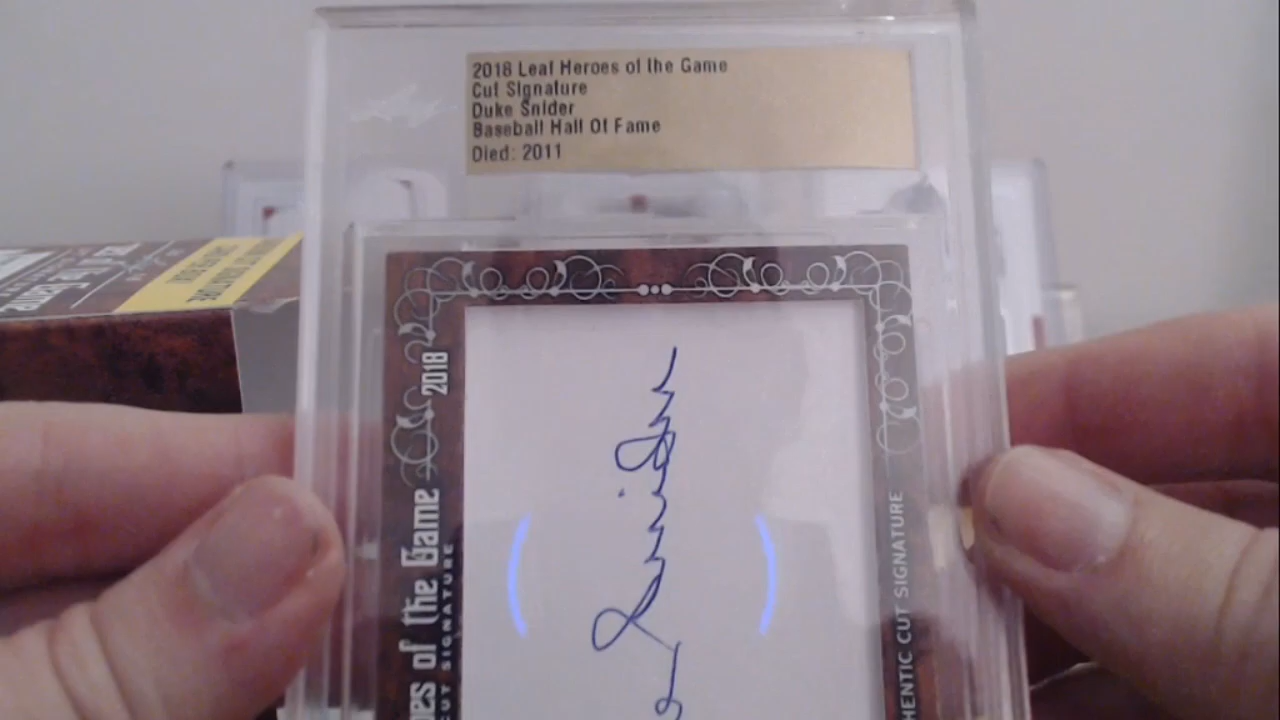 2018 Leaf Heroes of the Game
Cut Signature
Duke Snider
Baseball Hall Of Fame
Died: 2011
2018
oes of the Game
CUT SIGNATURE
Snider
HENTIC CUT SIGNATURE